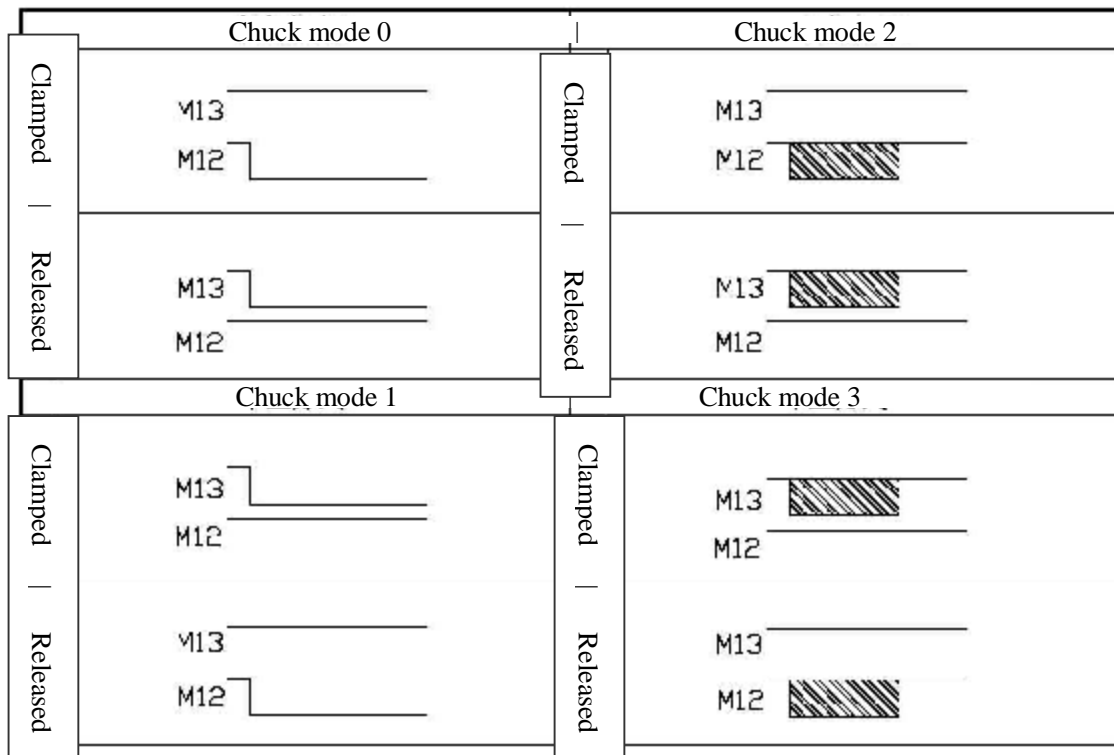 Chuck mode 0
Chuck mode 2
Clamped | Released
M13
M12
M13
M12
Clamped | Released
M13
M12
M13
M12
Chuck mode 1
Chuck mode 3
Clamped | Released
M13
M12
M13
M12
Clamped | Released
M13
M12
M13
M12